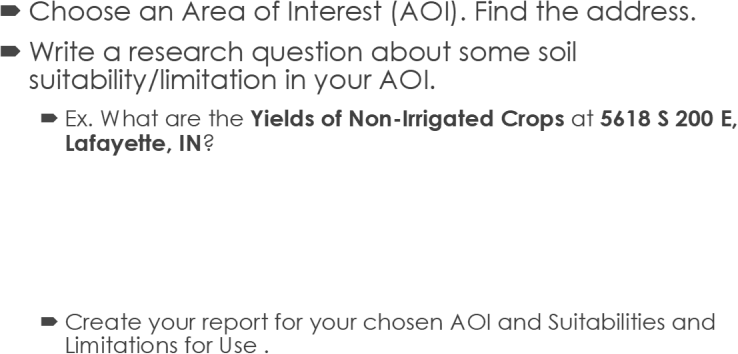 Choose an Area of Interest (AOI). Find the address.
Write a research question about some soil
suitability/limitation in your AOI.
Ex. What are the Yields of Non-Irrigated Crops at 5618 S 200 E,
Lafayette, IN?
Create your report for your chosen AOI and Suitabilities and
Limitations for Use .